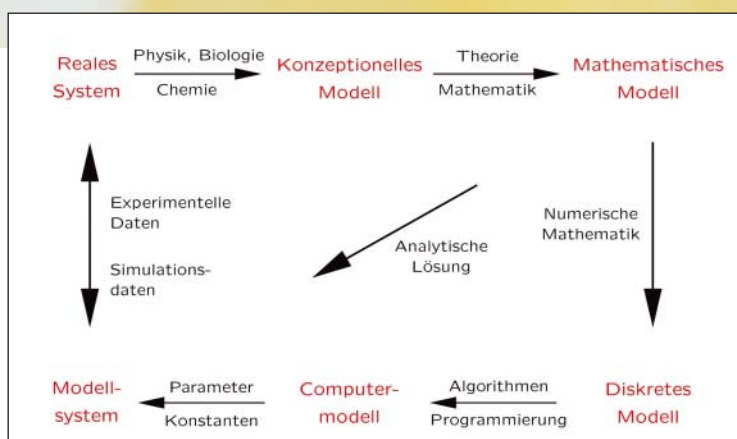 Reales
System
Physik, Biologie
Chemie
Konzeptionelles
Modell
Theorie
Mathematik
Mathematisches
Modell
Experimentelle
Daten
Simulations-
daten
Analytische
Lösung
Numerische
Mathematik
Modell-
system
Parameter
Konstanten
Computer-
modell
Algorithmen
Programmierung
Diskretes
Modell